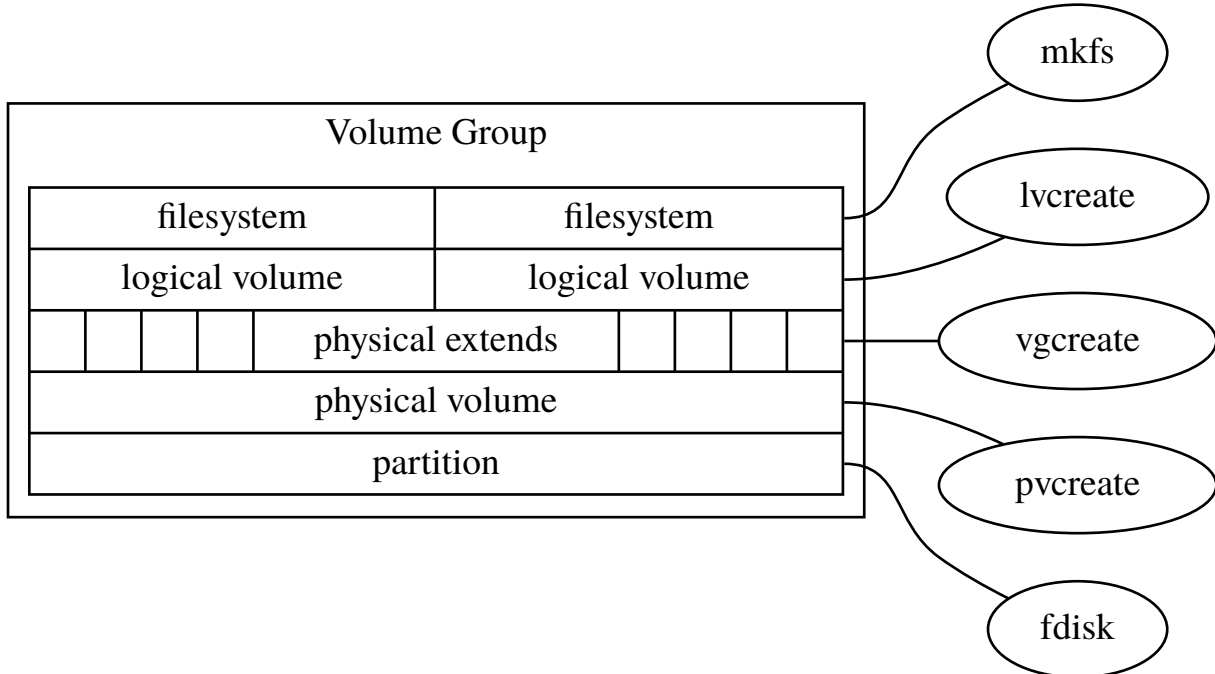 mkfs
Volume Group
filesystem filesystem
lvcreate
logical volume logical volume
physical extends
vgcreate
physical volume
partition
pvcreate
fdisk